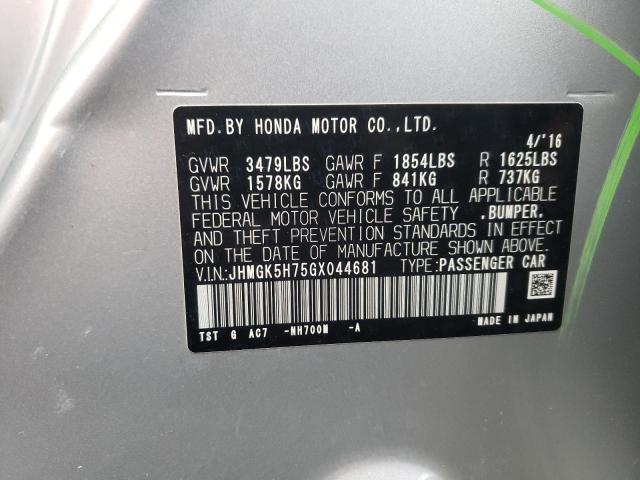 MFD.BY HONDA MOTOR CO.,LTD.
4/'16
GVWR 3479LBS GAWR F 1854LBS R 1625LBS
GVWR 1578KG GAWR F 841KG R 737KG
THIS VEHICLE CONFORMS TO ALL APPLICABLE
FEDERAL MOTOR VEHICLE SAFETY ,BUMPER,
AND THEFT PREVENTION STANDARDS IN EFFECT
ON THE DATE OF MANUFACTURE SHOWN ABOVE.
V.IN:JHMGK5H75GX044681 TYPE:PASSENGER CAR
TST G AC7 -NH700M -A
MADE IN JAPAN